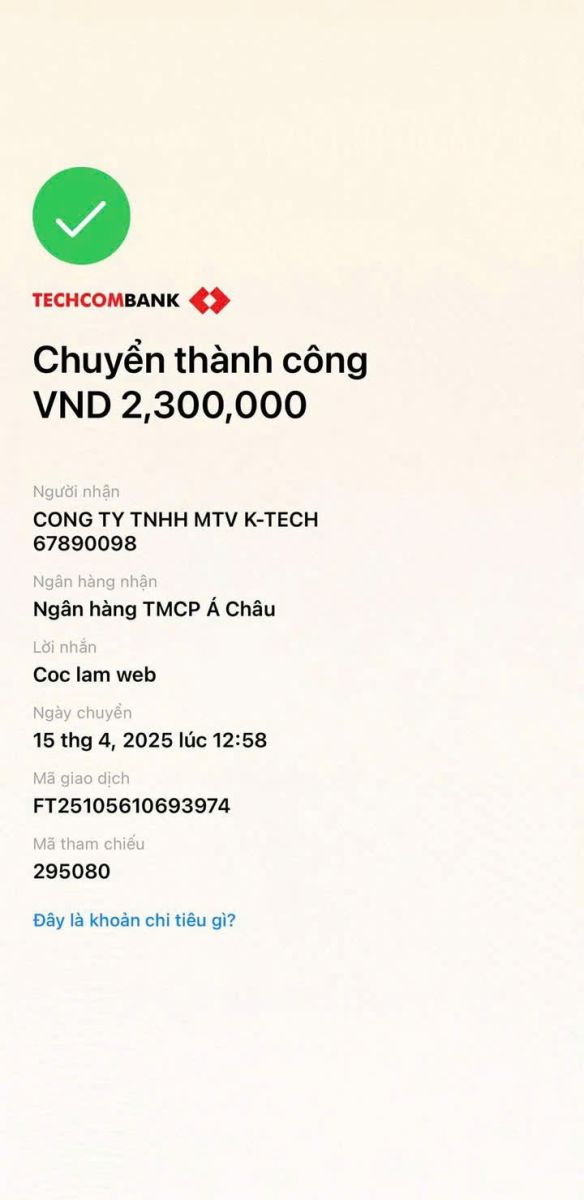 TECHCOMBANK
Chuyển thành công
VND 2,300,000
Người nhận
CONG TY TNHH MTV K-TECH
67890098
Ngân hàng nhận
Ngân hàng TMCP Á Châu
Lời nhắn
Coc lam web
Ngày chuyển
15 thg 4, 2025 lúc 12:58
Mã giao dịch
FT25105610693974
Mã tham chiếu
295080
Đây là khoản chi tiêu gì?